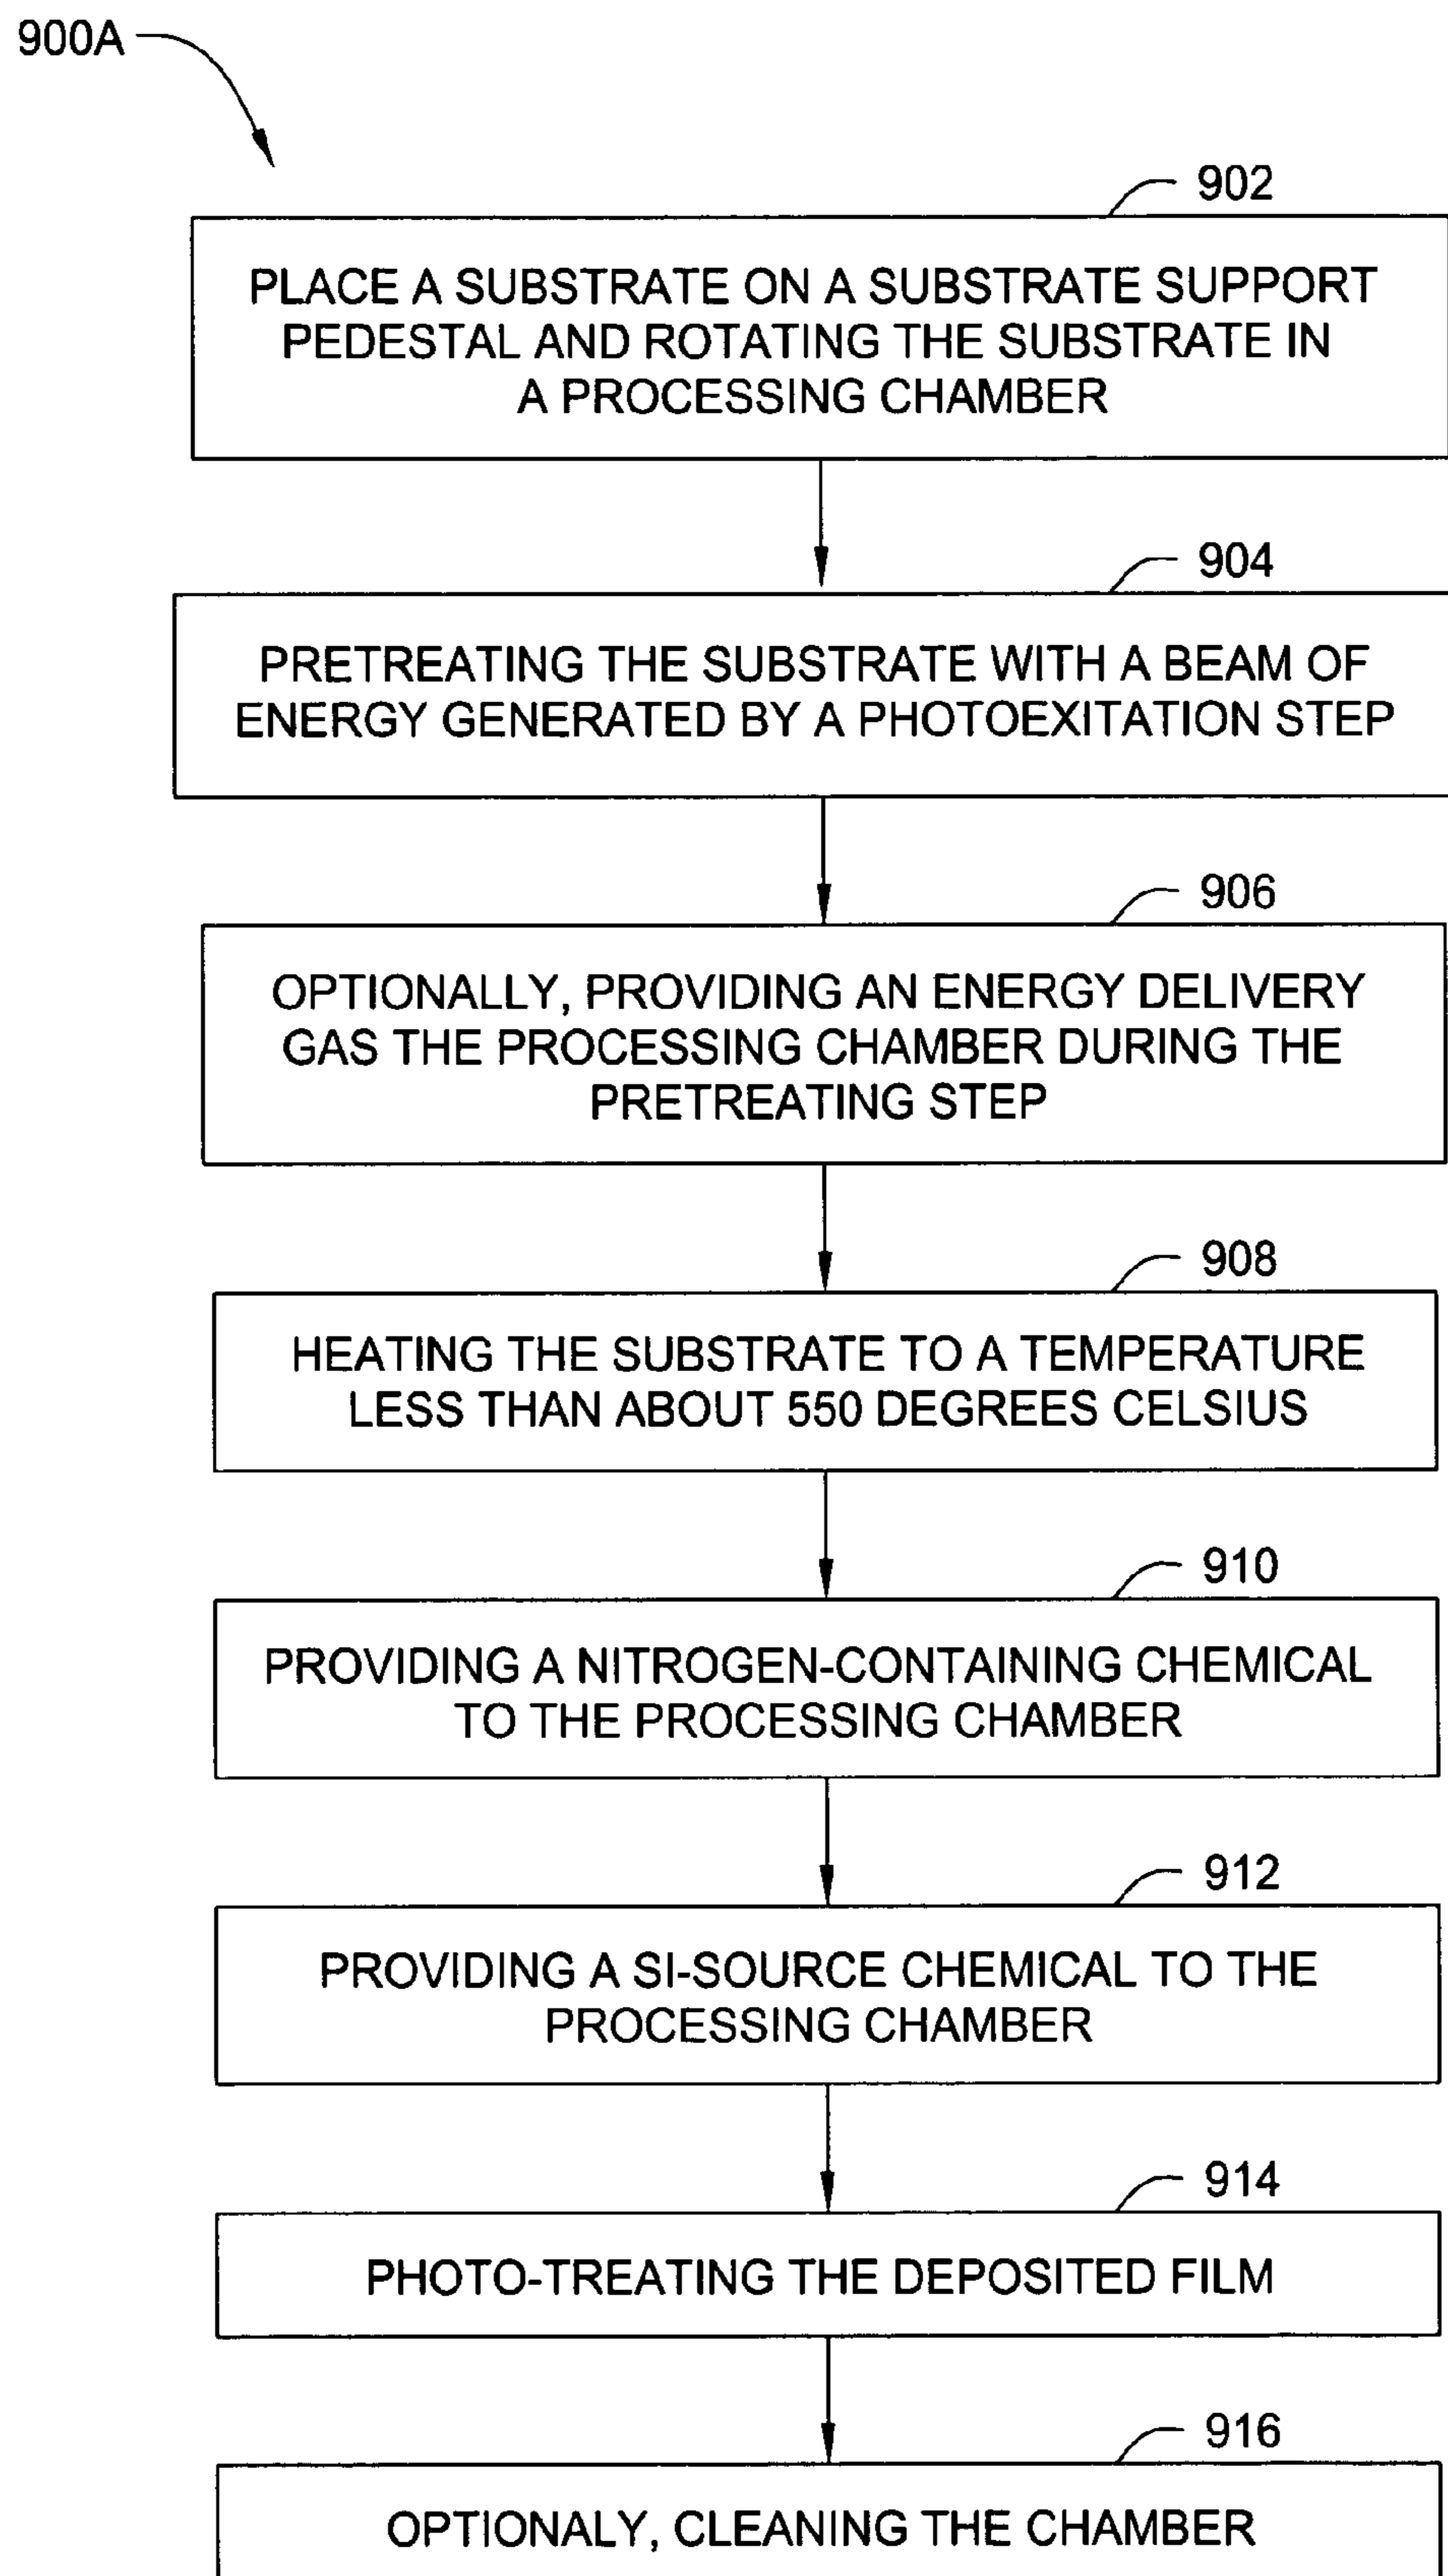 900A
902
PLACE A SUBSTRATE ON A SUBSTRATE SUPPORT
PEDESTAL AND ROTATING THE SUBSTRATE IN
A PROCESSING CHAMBER
904
PRETREATING THE SUBSTRATE WITH A BEAM OF
ENERGY GENERATED BY A PHOTOEXITATION STEP
906
OPTIONALLY, PROVIDING AN ENERGY DELIVERY
GAS THE PROCESSING CHAMBER DURING THE
PRETREATING STEP
908
HEATING THE SUBSTRATE TO A TEMPERATURE
LESS THAN ABOUT 550 DEGREES CELSIUS
910
PROVIDING A NITROGEN-CONTAINING CHEMICAL
TO THE PROCESSING CHAMBER
912
PROVIDING A SI-SOURCE CHEMICAL TO THE
PROCESSING CHAMBER
914
PHOTO-TREATING THE DEPOSITED FILM
916
OPTIONALY, CLEANING THE CHAMBER